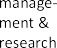 manage-
ment &
research